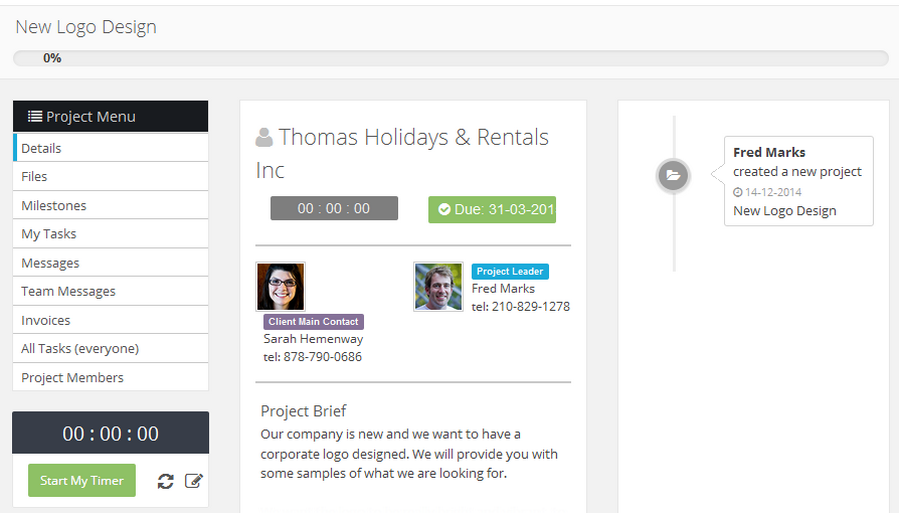 New Logo Design
0%
Project Menu
Details
Files
Milestones
My Tasks
Messages
Team Messages
Invoices
All Tasks (everyone)
Project Members
00 : 00 : 00
Start My Timer
Thomas Holidays & Rentals
Inc
00 : 00 : 00
Due: 31-03-201
Client Main Contact
Sarah Hemenway
tel: 878-790-0686
Project Leader
Fred Marks
tel: 210-829-1278
Project Brief
Our company is new and we want to have a
corporate logo designed. We will provide you with
some samples of what we are looking for.
Fred Marks
created a new project
14-12-2014
New Logo Design